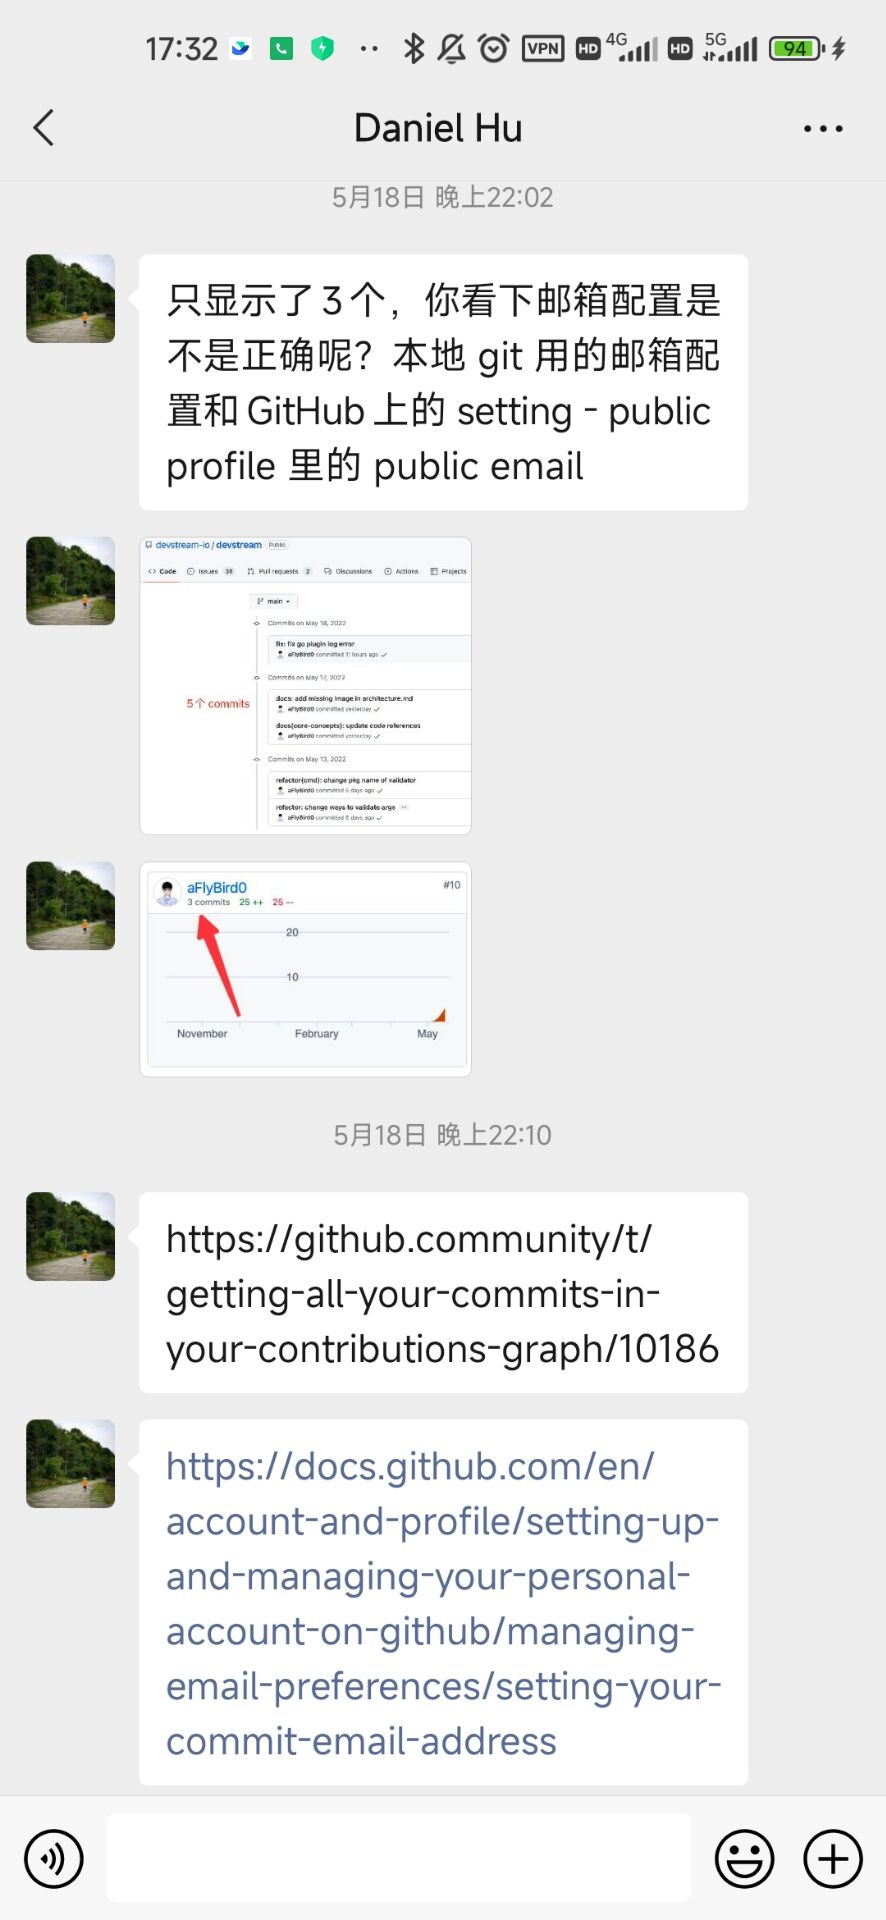 17:32
VPN
HD
4G
HD
5G
94
Daniel Hu
5月18日 晚上22:02
只显示了 3 个，你看下邮箱配置是
不是正确呢？本地 git 用的邮箱配
置和 GitHub 上的 setting - public
profile 里的 public email
devstream-io / devstream Public
Code Issues 38 Pull requests 2 Discussions Actions Projects
main
Commits on May 18, 2022
fix: fix go plugin log error
aFlyBird0 committed 11 hours ago
Commits on May 17, 2022
5个 commits
docs: add missing image in architecture.md
aFlyBird0 committed yesterday
docs(core-concepts): update code references
aFlyBird0 committed yesterday
Commits on May 13, 2022
refactor(cmd): change pkg name of validator
aFlyBird0 committed 6 days ago
refactor: change ways to validate args
aFlyBird0 committed 6 days ago
aFlyBird0 #10
3 commits 25 ++ 25 --
20
10
November February May
5月18日 晚上22:10
https://github.community/t/
getting-all-your-commits-in-
your-contributions-graph/10186
https://docs.github.com/en/
account-and-profile/setting-up-
and-managing-your-personal-
account-on-github/managing-
email-preferences/setting-your-
commit-email-address